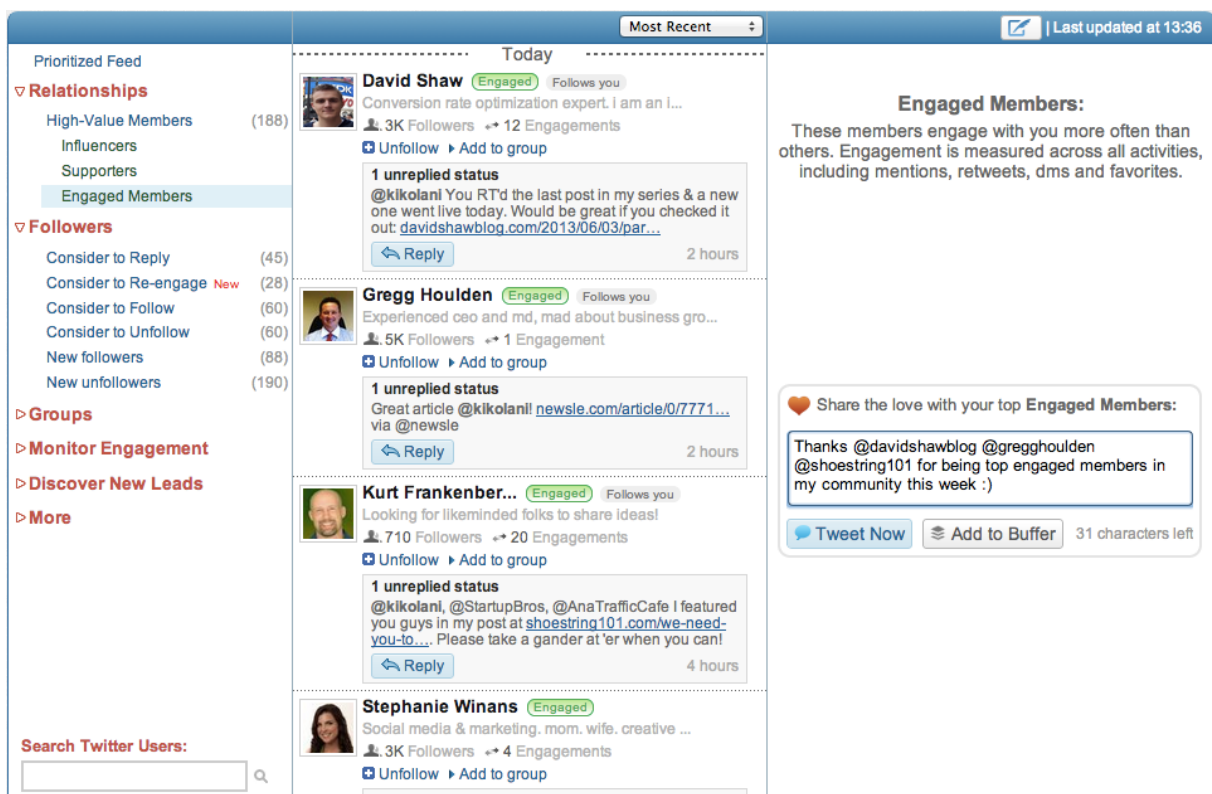 Most Recent
| Last updated at 13:36
Prioritized Feed
Relationships
High-Value Members (188)
Influencers
Supporters
Engaged Members
Followers
Consider to Reply (45)
Consider to Re-engage New (28)
Consider to Follow (60)
Consider to Unfollow (60)
New followers (88)
New unfollowers (190)
Groups
Monitor Engagement
Discover New Leads
More
Search Twitter Users:
Today
David Shaw Engaged Follows you
Conversion rate optimization expert. i am an i...
3K Followers 12 Engagements
Unfollow Add to group
1 unreplied status
@kikolani You RT'd the last post in my series & a new
one went live today. Would be great if you checked it
out: davidshawblog.com/2013/06/03/par…
Reply 2 hours
Gregg Houlden Engaged Follows you
Experienced ceo and md, mad about business gro...
5K Followers 1 Engagement
Unfollow Add to group
1 unreplied status
Great article @kikolani! newsle.com/article/0/7771…
via @newsle
Reply 2 hours
Kurt Frankenber... Engaged Follows you
Looking for likeminded folks to share ideas!
710 Followers 20 Engagements
Unfollow Add to group
1 unreplied status
@kikolani, @StartupBros, @AnaTrafficCafe I featured
you guys in my post at shoestring101.com/we-need-
you-to…. Please take a gander at 'er when you can!
Reply 4 hours
Stephanie Winans Engaged
Social media & marketing. mom. wife. creative ...
3K Followers 4 Engagements
Unfollow Add to group
Engaged Members:
These members engage with you more often than
others. Engagement is measured across all activities,
including mentions, retweets, dms and favorites.
Share the love with your top Engaged Members:
Thanks @davidshawblog @gregghoulden
@shoestring101 for being top engaged members in
my community this week :)
Tweet Now Add to Buffer 31 characters left